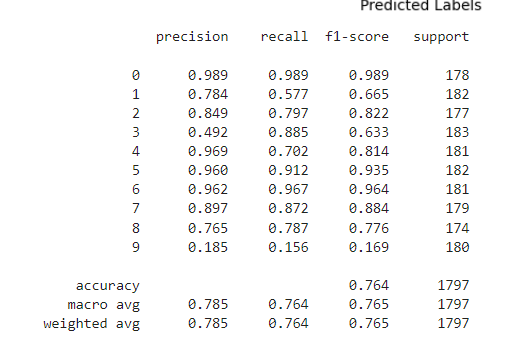 Predicted Labels
precision recall f1-score support
0 0.989 0.989 0.989 178
1 0.784 0.577 0.665 182
2 0.849 0.797 0.822 177
3 0.492 0.885 0.633 183
4 0.969 0.702 0.814 181
5 0.960 0.912 0.935 182
6 0.962 0.967 0.964 181
7 0.897 0.872 0.884 179
8 0.765 0.787 0.776 174
9 0.185 0.156 0.169 180
accuracy 0.764 1797
macro avg 0.785 0.764 0.765 1797
weighted avg 0.785 0.764 0.765 1797